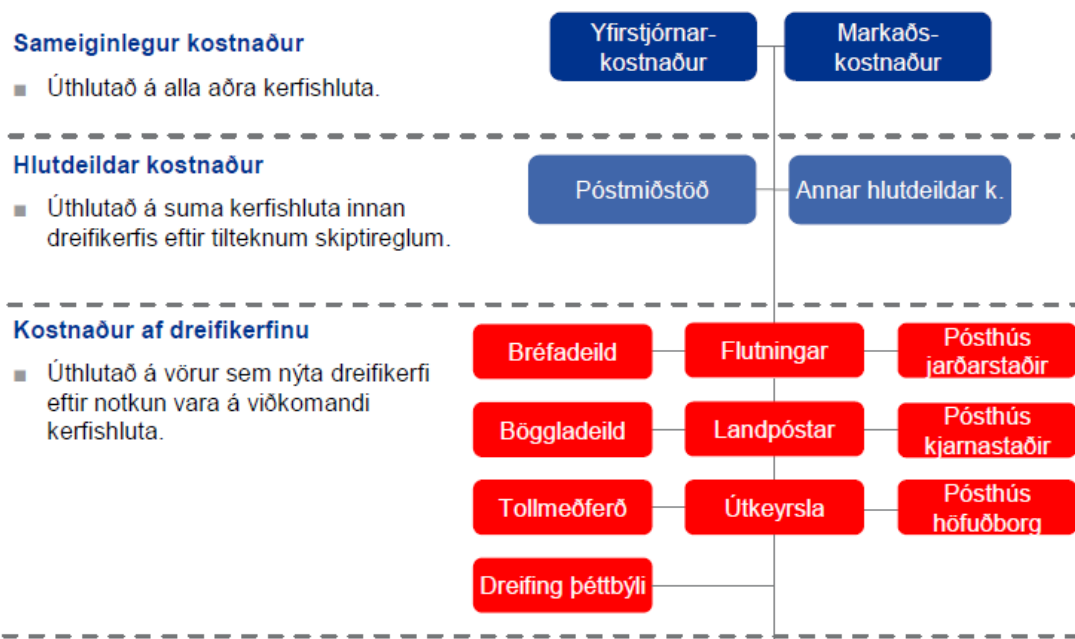 Sameiginlegur kostnaður
Úthlutað á alla aðra kerfishluta.
Yfirstjórnar-
kostnaður
Markaðs-
kostnaður
Hlutdeildar kostnaður
Úthlutað á suma kerfishluta innan
dreifikerfis eftir tilteknum skiptireglum.
Póstmiðstöð
Annar hlutdeildar k.
Kostnaður af dreifikerfinu
Úthlutað á vörur sem nýta dreifikerfi
eftir notkun vara á viðkomandi
kerfishluta.
Bréfadeild
Flutningar
Pósthús
jarðarstaðir
Böggladeild
Landpóstar
Pósthús
kjarnastaðir
Tollmeðferð
Útkeyrsla
Pósthús
höfuðborg
Dreifing þéttbýli